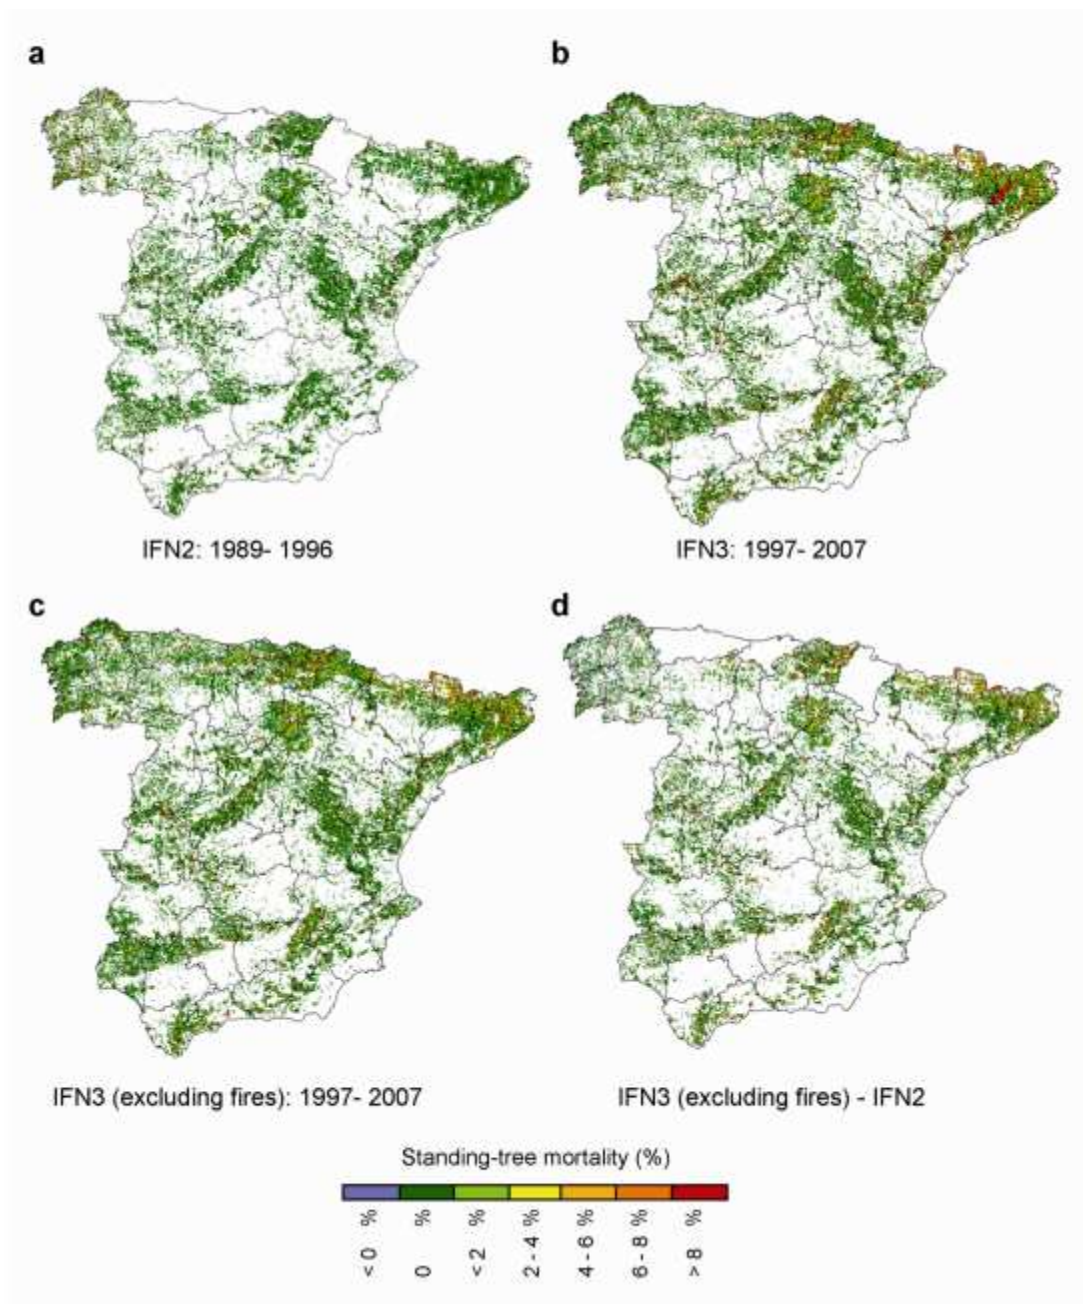 a
b
IFN2: 1989- 1996
IFN3: 1997- 2007
c
d
IFN3 (excluding fires): 1997- 2007
IFN3 (excluding fires) - IFN2
Standing-tree mortality (%)
< 0 %
0 %
< 2 %
2 - 4 %
4 - 6 %
6 - 8 %
> 8 %